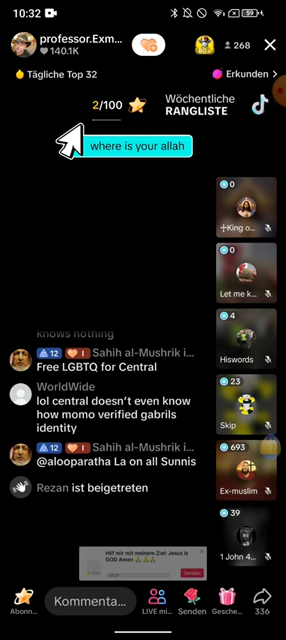 10:32
59
professor.Exm...
140.1K
268
Tägliche Top 32
Erkunden >
2/100
Wöchentliche
RANGLISTE
where is your allah
0
✝King o...
0
Let me k...
4
Hiswords
23
Skip
693
Ex-muslim
39
1 John 4...
knows nothing
12 1 Sahih al-Mushrik i...
Free LGBTQ for Central
WorldWide
lol central doesn't even know
how momo verified gabrils
identity
12 1 Sahih al-Mushrik i...
@alooparatha La on all Sunnis
Rezan ist beigetreten
Hilf mir mit meinem Ziel: Jesus is
GOD Amen 🙏🙏🙏
Senden
Abonn...
Kommenta...
LIVE mi...
Senden
Gesche...
336